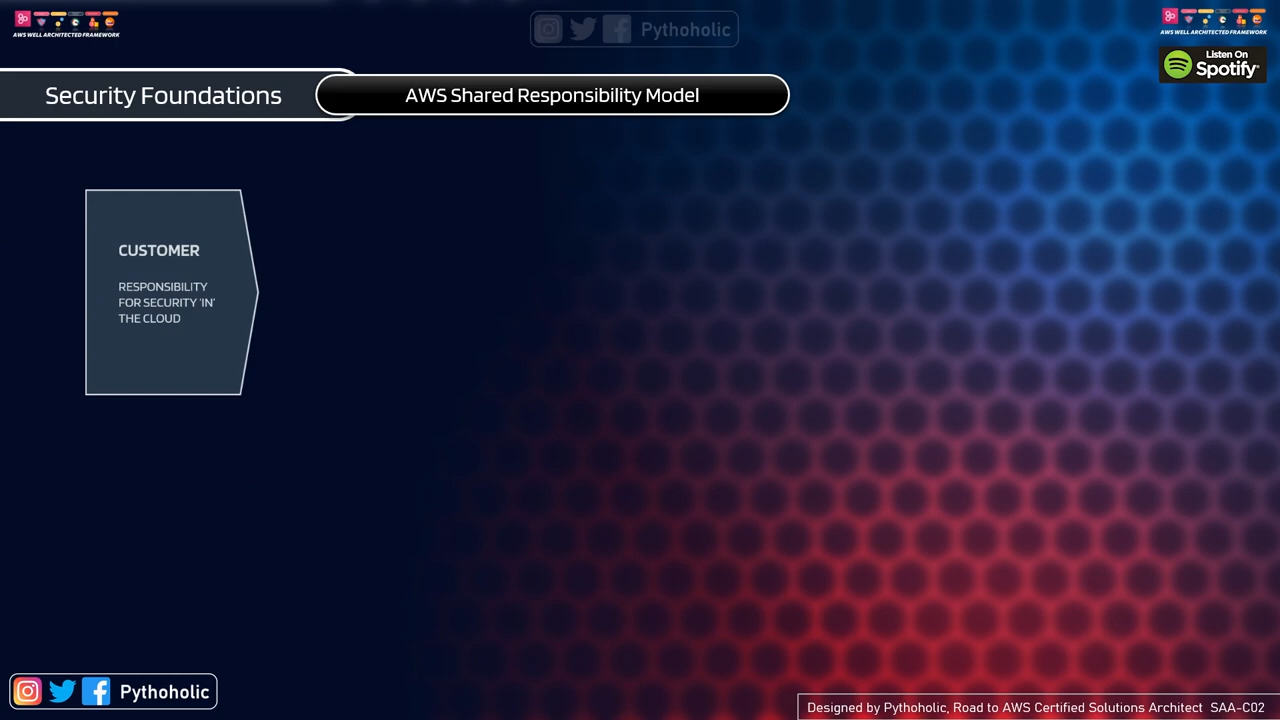 AWS WELL ARCHITECTED FRAMEWORK
Pythoholic
AWS WELL ARCHITECTED FRAMEWORK
Listen On
Spotify
Security Foundations
AWS Shared Responsibility Model
CUSTOMER
RESPONSIBILITY
FOR SECURITY 'IN'
THE CLOUD
Pythoholic
Designed by Pythoholic, Road to AWS Certified Solutions Architect SAA-C02